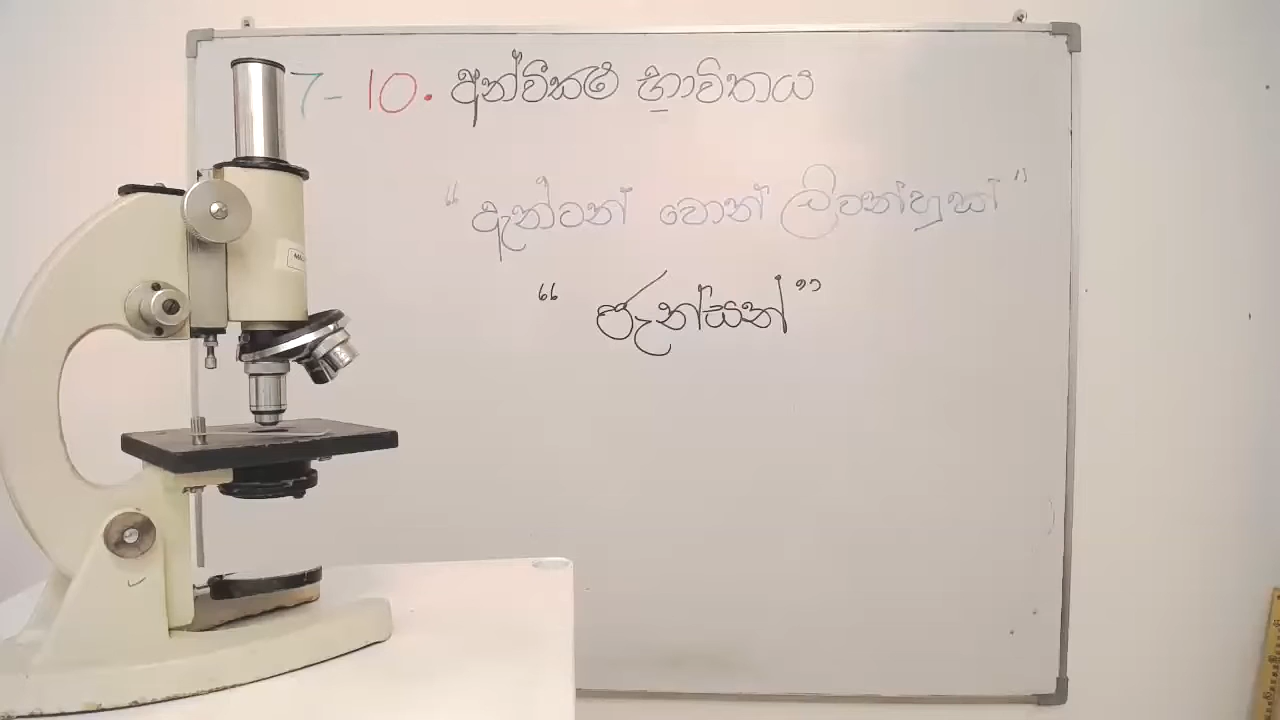 7- 10. අන්වීක්ෂ භාවිතය
“ ඇන්ටන් වොන් ලිවන්හුක් ”
“ ජැන්සන් ”